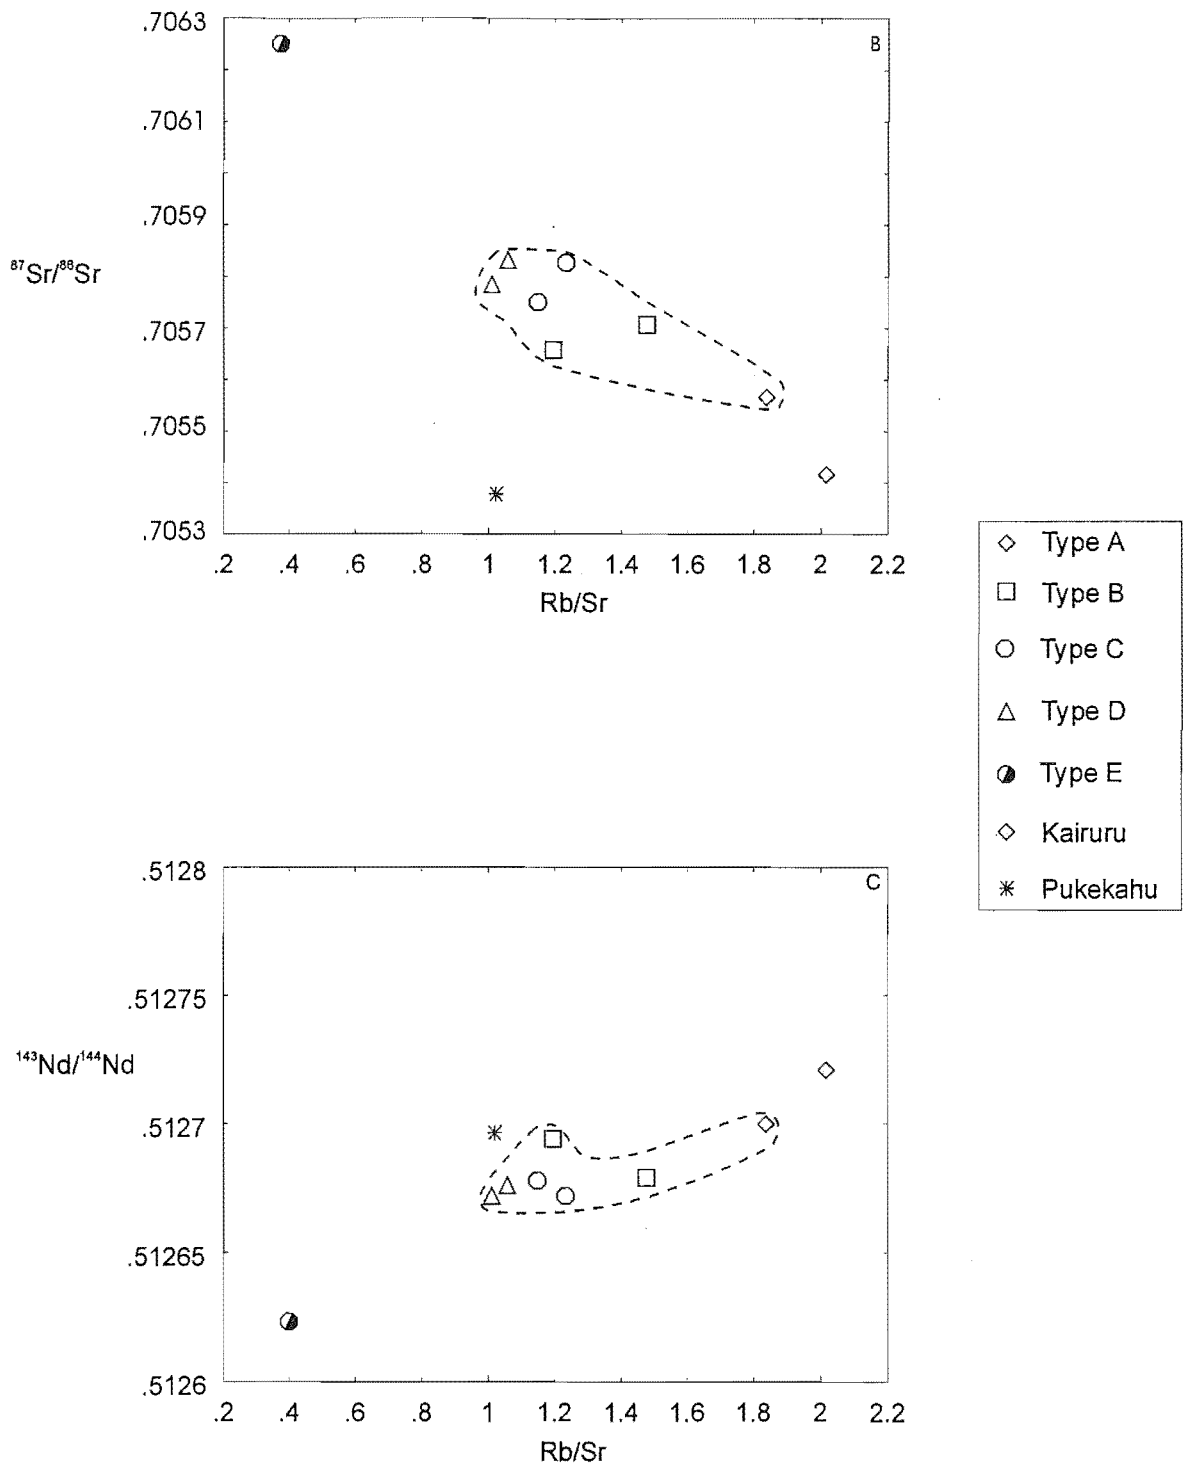 .7063
B
.7061
.7059
⁸⁷Sr/⁸⁶Sr
.7057
.7055
.7053
.2 .4 .6 .8 1 1.2 1.4 1.6 1.8 2 2.2
Rb/Sr
Type A
Type B
Type C
Type D
Type E
Kairuru
Pukekahu
.5128
C
.51275
¹⁴³Nd/¹⁴⁴Nd
.5127
.51265
.5126
.2 .4 .6 .8 1 1.2 1.4 1.6 1.8 2 2.2
Rb/Sr